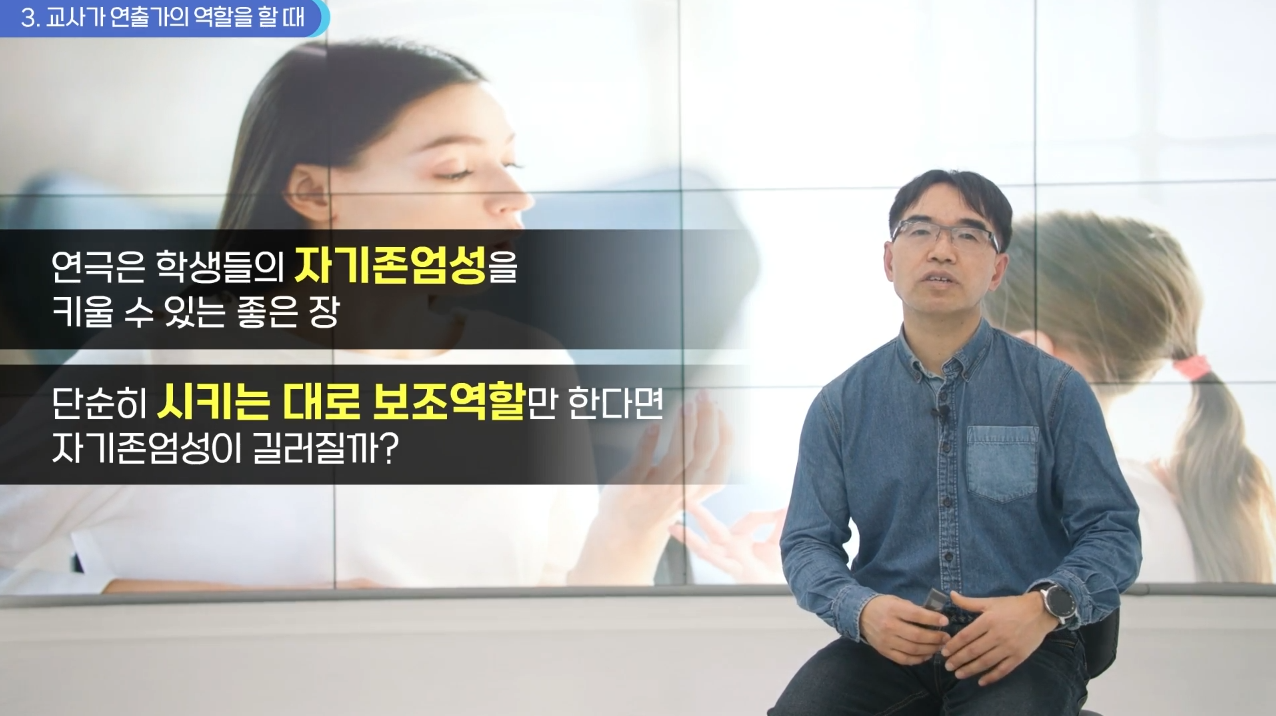 3. 교사가 연출가의 역할을 할 때
연극은 학생들의 자기존엄성을
키울 수 있는 좋은 장
단순히 시키는 대로 보조역할만 한다면
자기존엄성이 길러질까?